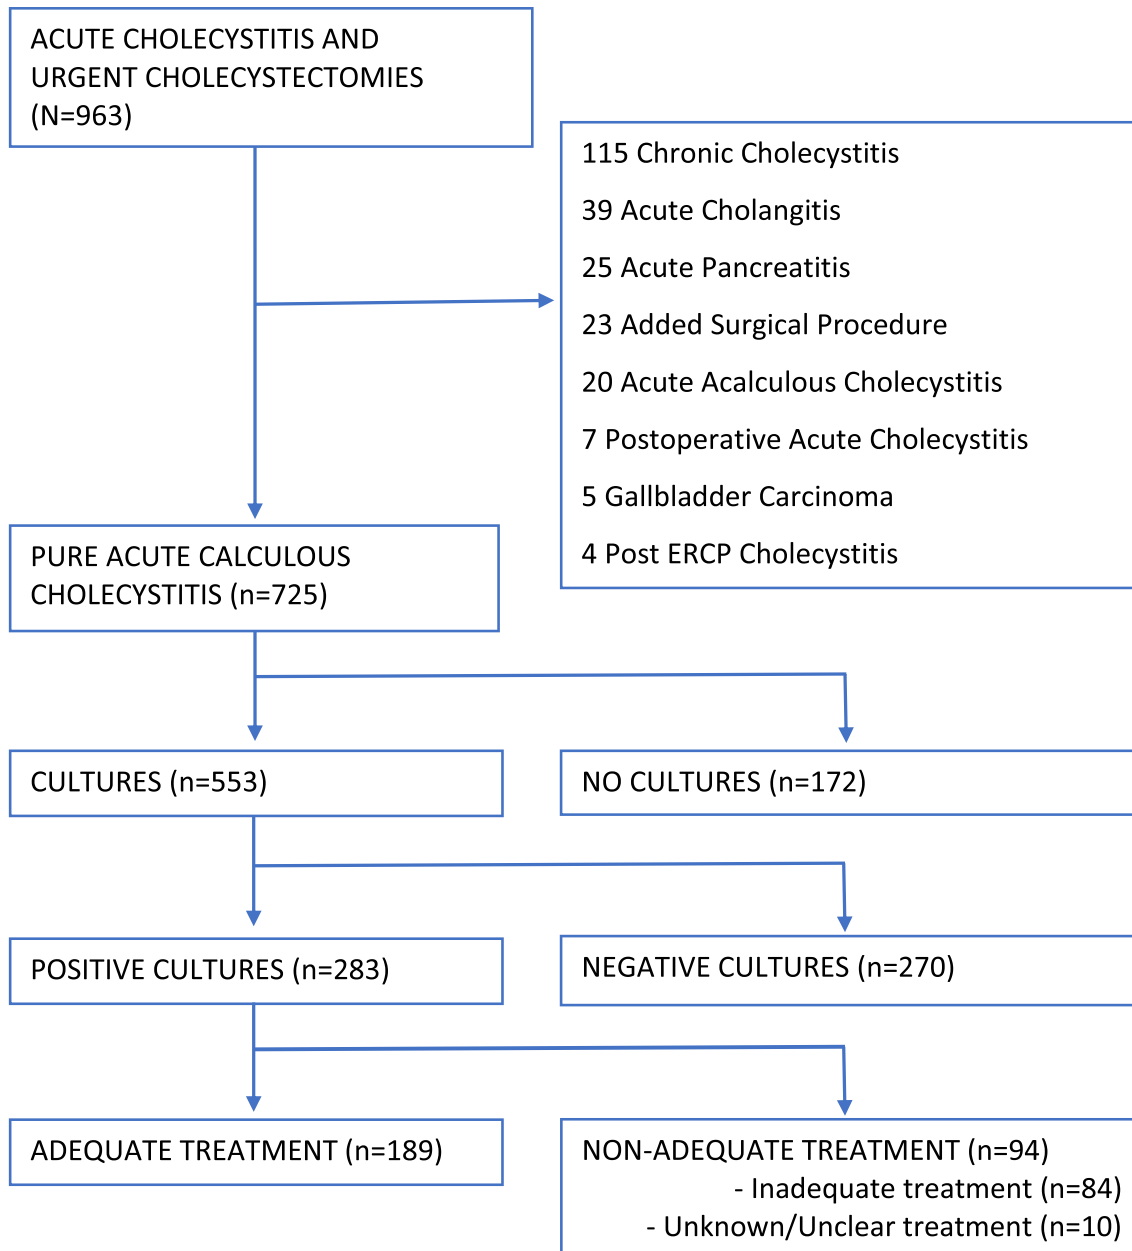 ACUTE CHOLECYSTITIS AND
URGENT CHOLECYSTECTOMIES
(N=963)
115 Chronic Cholecystitis
39 Acute Cholangitis
25 Acute Pancreatitis
23 Added Surgical Procedure
20 Acute Acalculous Cholecystitis
7 Postoperative Acute Cholecystitis
5 Gallbladder Carcinoma
4 Post ERCP Cholecystitis
PURE ACUTE CALCULOUS
CHOLECYSTITIS (n=725)
CULTURES (n=553)
NO CULTURES (n=172)
POSITIVE CULTURES (n=283)
NEGATIVE CULTURES (n=270)
ADEQUATE TREATMENT (n=189)
NON-ADEQUATE TREATMENT (n=94)
- Inadequate treatment (n=84)
- Unknown/Unclear treatment (n=10)